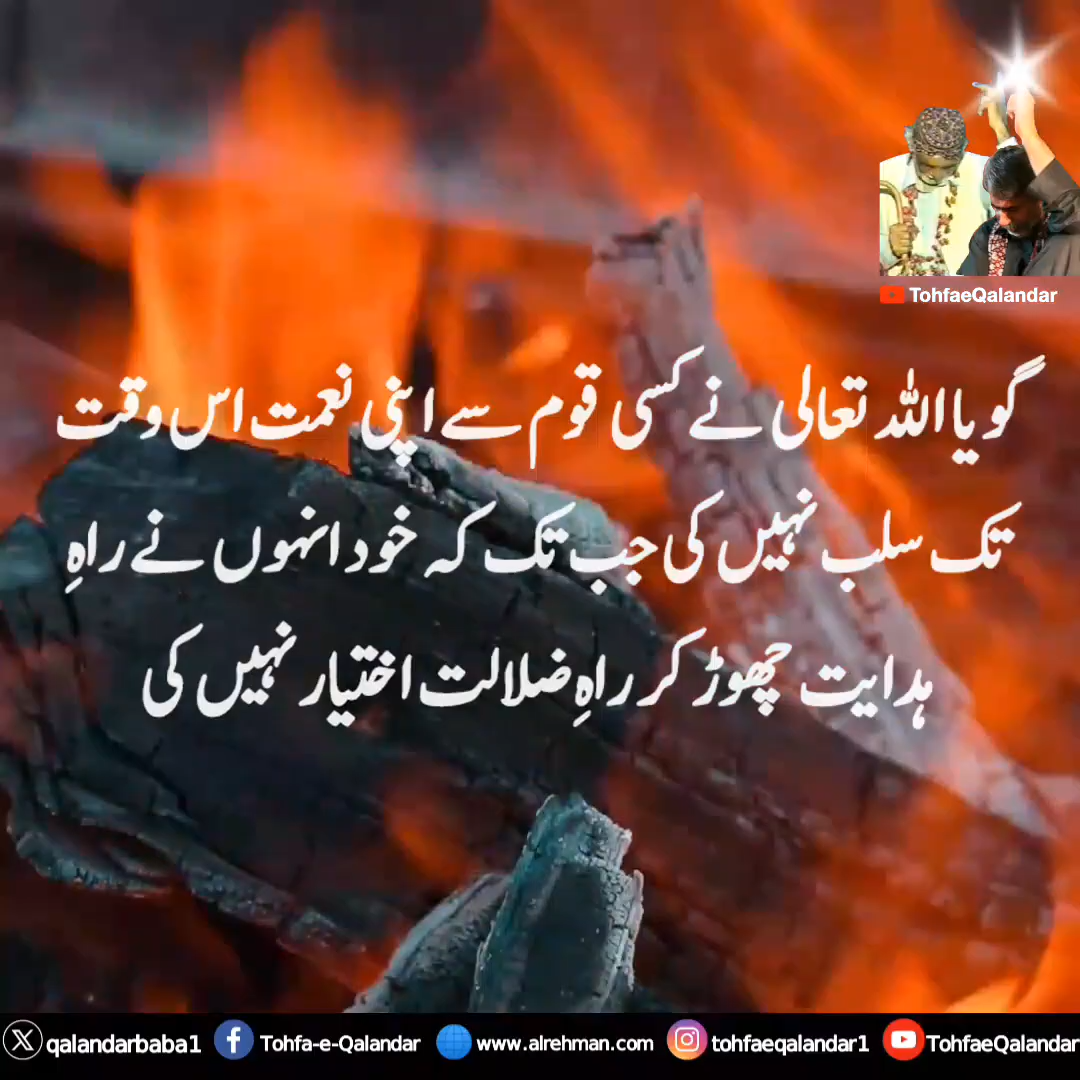 TohfaeQalandar
گویا اللہ تعالی نے کسی قوم سے اپنی نعمت اس وقت
تک سلب نہیں کی جب تک کہ خود انہوں نے راہِ
ہدایت چھوڑ کر راہِ ضلالت اختیار نہیں کی
qalandarbaba1 Tohfa-e-Qalandar www.alrehman.com tohfaeqalandar1 TohfaeQalandar